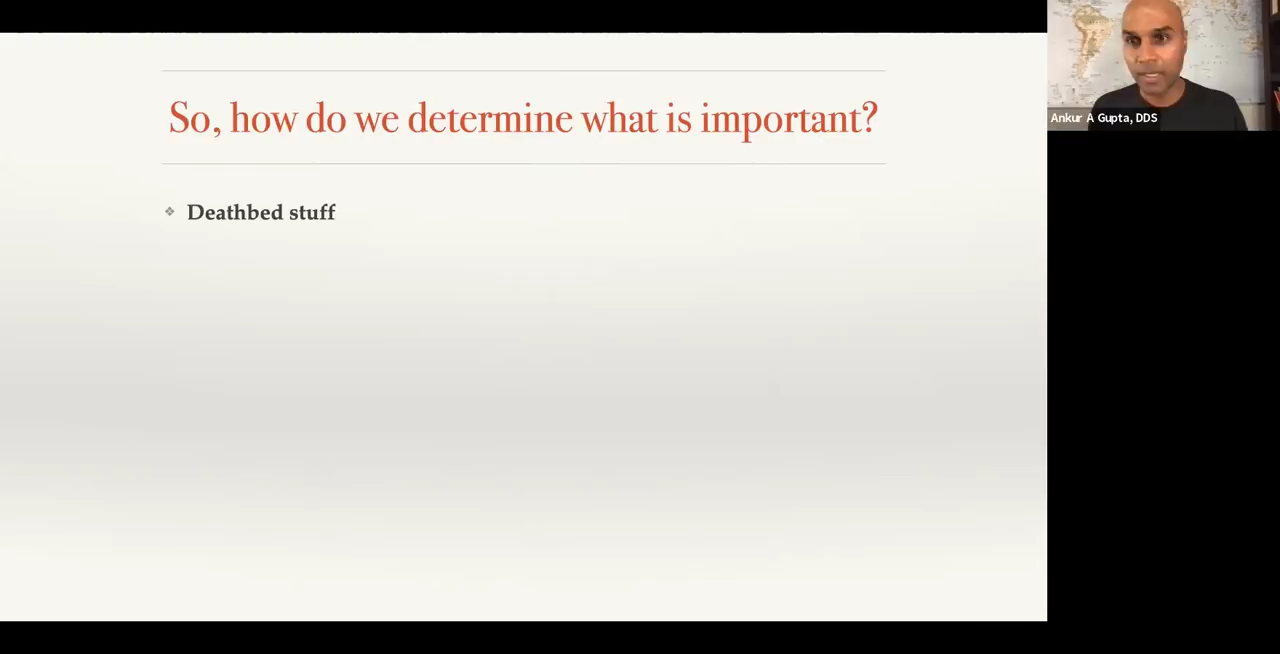 So, how do we determine what is important?
Deathbed stuff
Ankur A Gupta, DDS